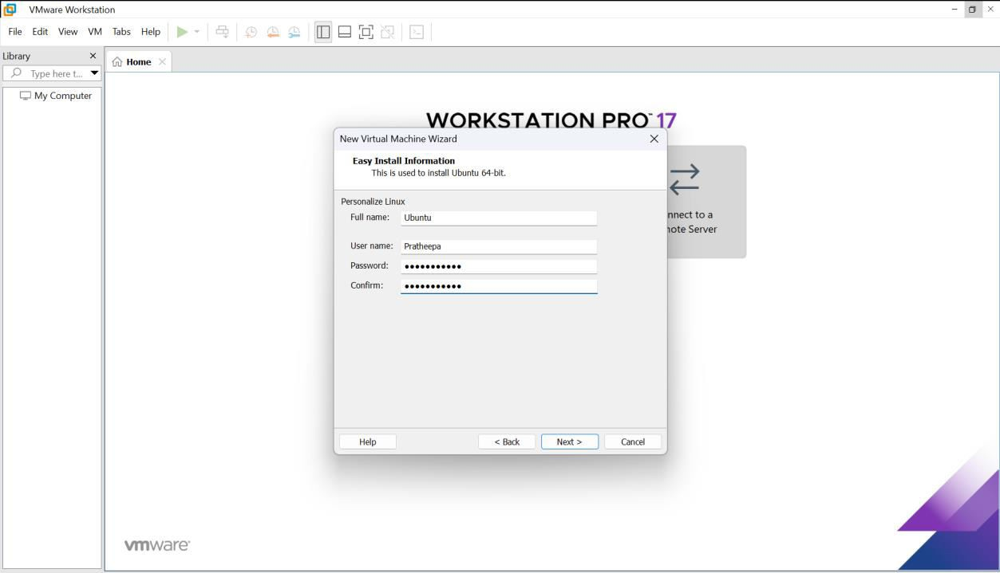 VMware Workstation
File Edit View VM Tabs Help
Library
Type here t...
My Computer
Home
WORKSTATION PRO™ 17
New Virtual Machine Wizard
Easy Install Information
This is used to install Ubuntu 64-bit.
Personalize Linux
Full name: Ubuntu
User name: Pratheepa
Password: ●●●●●●●●●●●
Confirm: ●●●●●●●●●●●
Help < Back Next > Cancel
nnect to a
note Server
vmware®